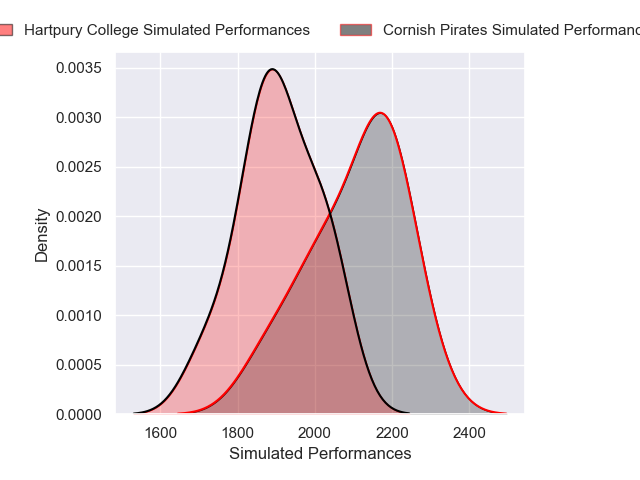 Hartpury College Simulated Performances
Cornish Pirates Simulated
0.0035
0.0030
0.0025
0.0020
0.0015
0.0010
0.0005
0.0000
Density
1600 1800 2000 2200 2400
Simulated Performances